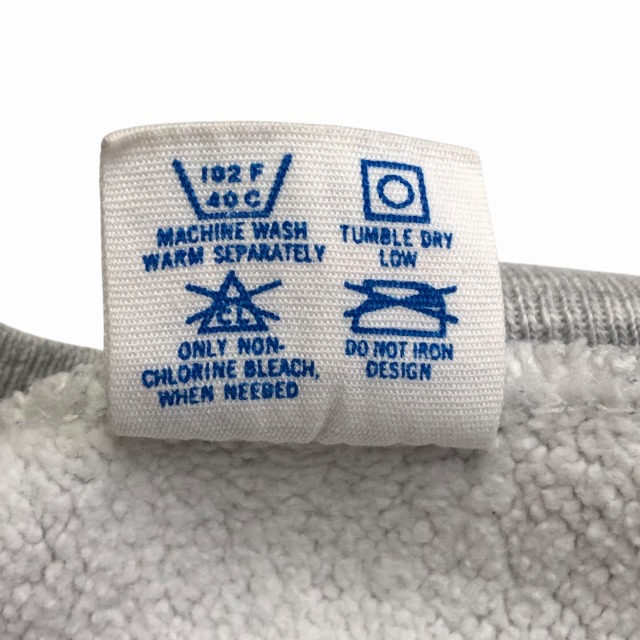 102 F
40 C
MACHINE WASH
WARM SEPARATELY
TUMBLE DRY
LOW
CL
ONLY NON-
CHLORINE BLEACH,
WHEN NEEDED
DO NOT IRON
DESIGN